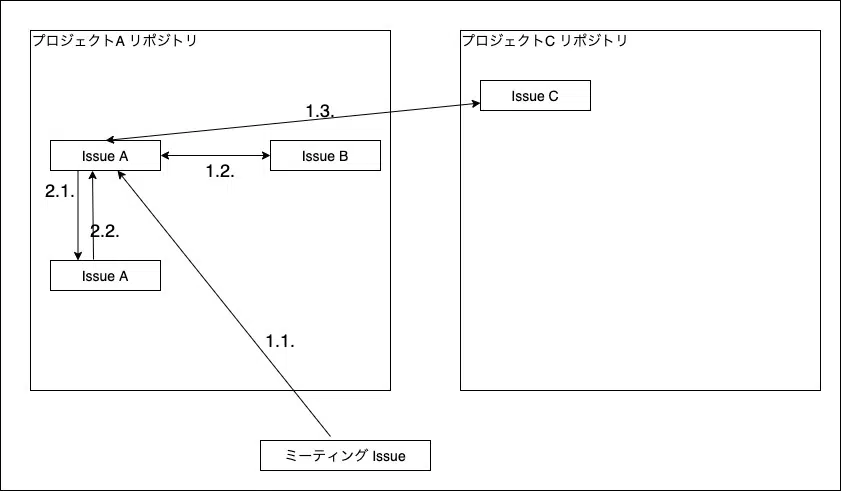 プロジェクトA リポジトリ
プロジェクトC リポジトリ
Issue C
1.3.
Issue A
Issue B
1.2.
2.1.
2.2.
Issue A
1.1.
ミーティング Issue